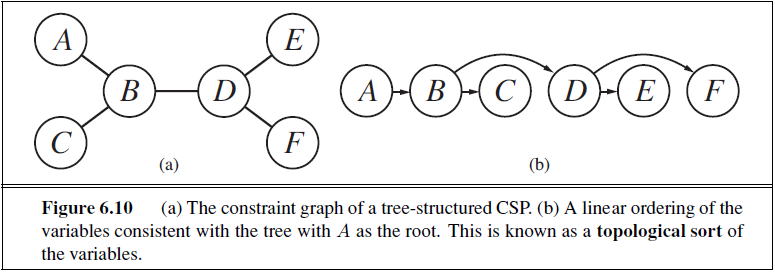 A
E
B
D
C
F
(a)
A
B
C
D
E
F
(b)
Figure 6.10 (a) The constraint graph of a tree-structured CSP. (b) A linear ordering of the
variables consistent with the tree with A as the root. This is known as a topological sort of
the variables.